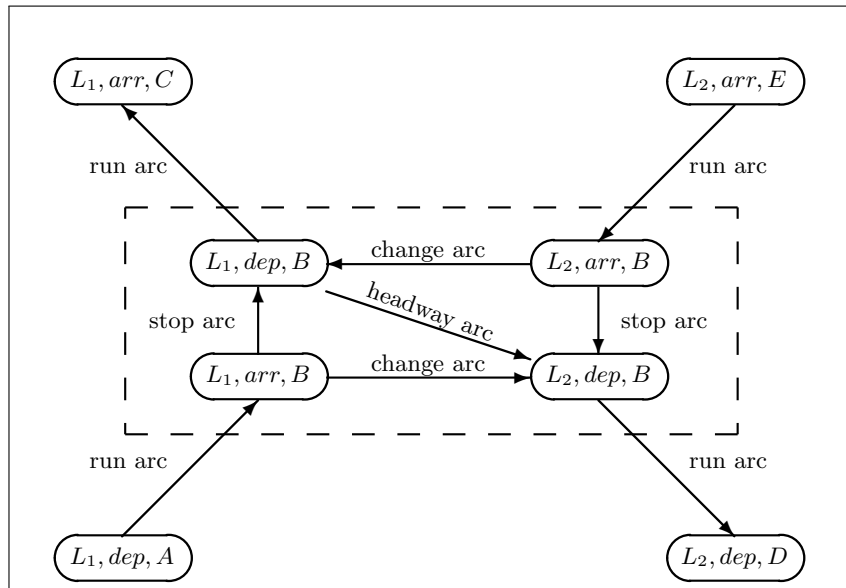 L₁, arr, C
L₂, arr, E
run arc
run arc
L₁, dep, B
change arc
L₂, arr, B
headway arc
stop arc
stop arc
L₁, arr, B
change arc
L₂, dep, B
run arc
run arc
L₁, dep, A
L₂, dep, D